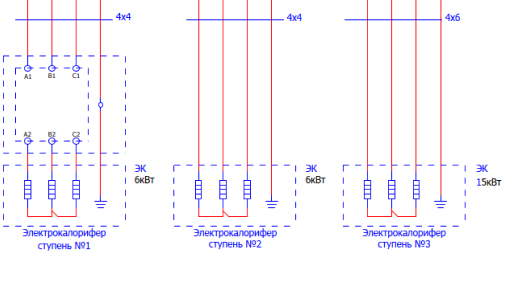 4x4
4x4
4x6
A1 B1 C1
A2 B2 C2
ЭК
6кВт
ЭК
6кВт
ЭК
15кВт
Электрокалорифер
ступень №1
Электрокалорифер
ступень №2
Электрокалорифер
ступень №3